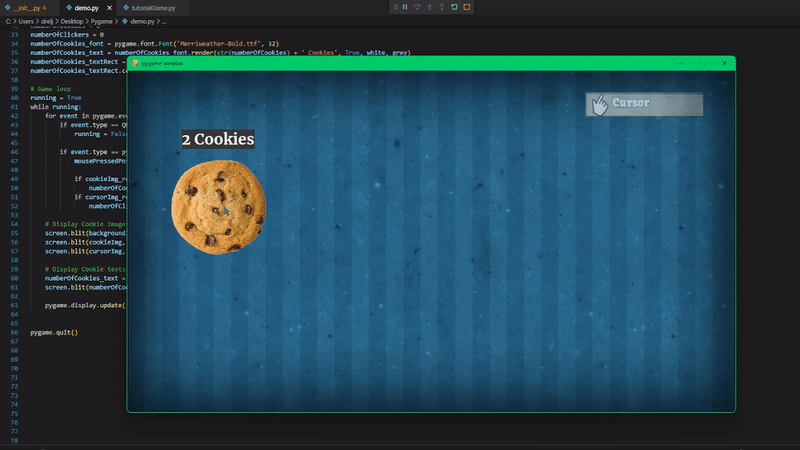 __init__.py 4 demo.py tutorialGame.py
C: > Users > drelj > Desktop > Pygame > demo.py > ...
33 numberOfClickers = 0
34 numberOfCookies_font = pygame.font.Font('Merriweather-Bold.ttf', 32)
35 numberOfCookies_text = numberOfCookies_font.render(str(numberOfCookies) + ' Cookies', True, white, grey)
36 numberOfCookies_textRect =
37 numberOfCookies_textRect.c
pygame window
38
39 # Game loop
40 running = True
41 while running:
42 for event in pygame.eve
43 if event.type == Q
44 running = False
45
46 if event.type == p
47 mousePressedPos
48
49 if cookieImg_r
50 numberOfCo
51 if cursorImg_r
52 numberOfCl
53
54 # Display Cookie image
55 screen.blit(background
56 screen.blit(cookieImg,
57 screen.blit(cursorImg,
58
59 # Display Cookie texts
60 numberOfCookies_text =
61 screen.blit(numberOfCo
62
63 pygame.display.update(
64
65
66 pygame.quit()
67
68
69
70
71
72
73
74
75
76
77
78
Cursor
2 Cookies